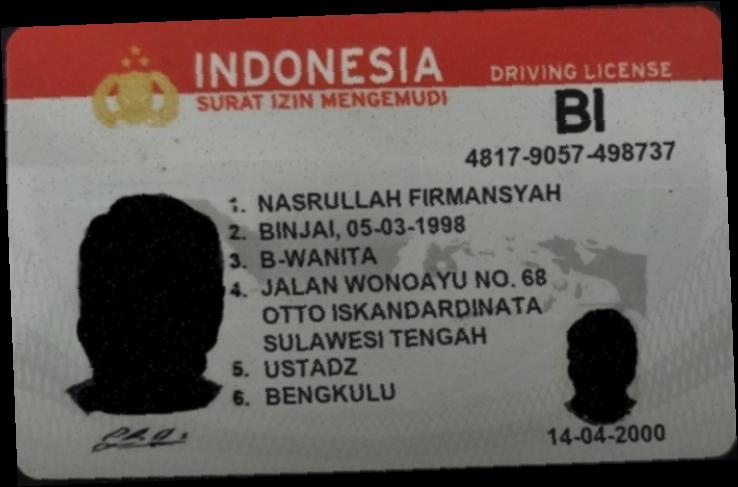 INDONESIA
SURAT IZIN MENGEMUDI
DRIVING LICENSE
BI
4817-9057-498737
1. NASRULLAH FIRMANSYAH
2. BINJAI, 05-03-1998
3. B-WANITA
4. JALAN WONOAYU NO. 68
OTTO ISKANDARDINATA
SULAWESI TENGAH
5. USTADZ
6. BENGKULU
14-04-2000